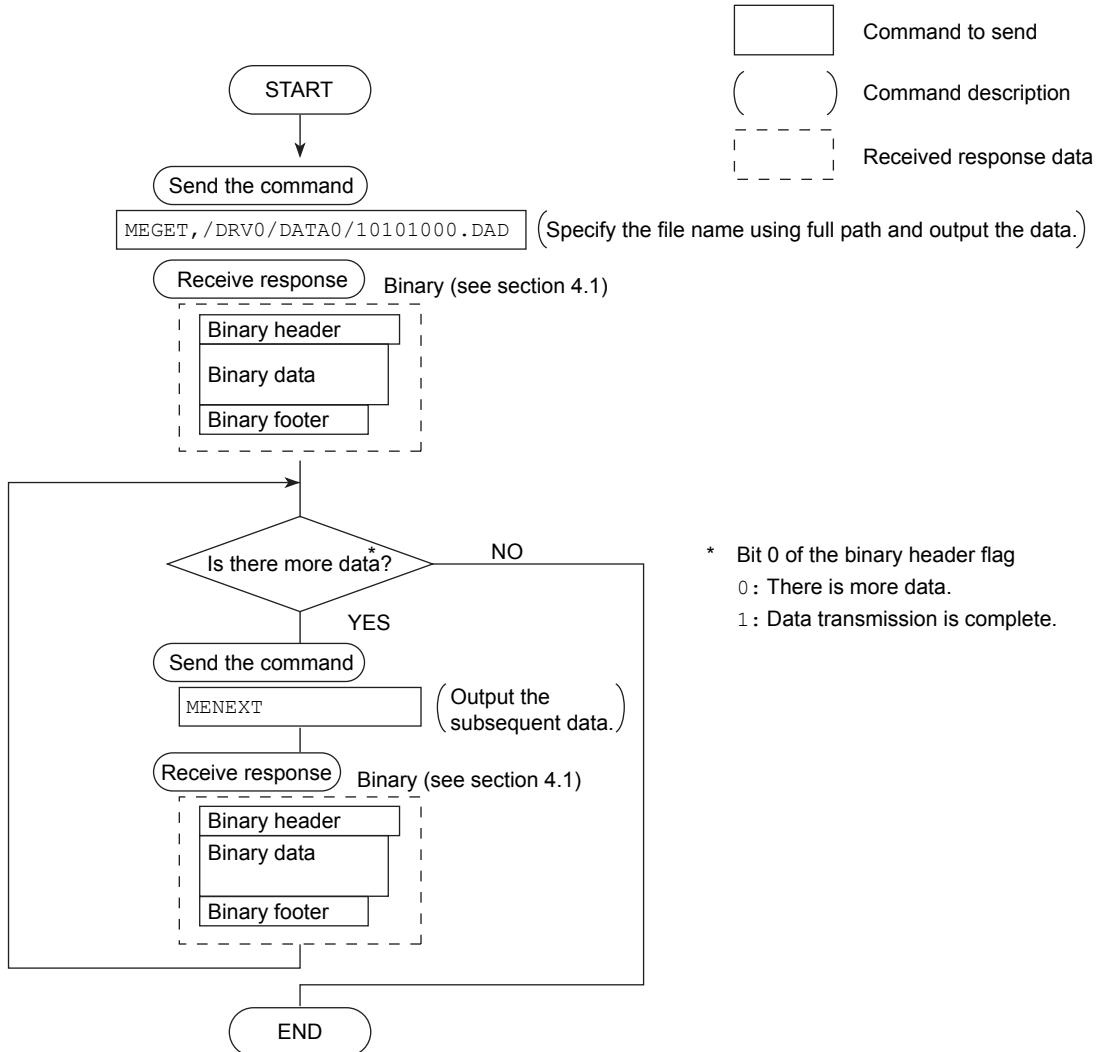 Command to send
Command description
Received response data
START
Send the command
MEGET,/DRV0/DATA0/10101000.DAD
(Specify the file name using full path and output the data.)
Receive response
Binary (see section 4.1)
Binary header
Binary data
Binary footer
Is there more data?*
NO
YES
* Bit 0 of the binary header flag
0: There is more data.
1: Data transmission is complete.
Send the command
MENEXT
(Output the
subsequent data.)
Receive response
Binary (see section 4.1)
Binary header
Binary data
Binary footer
END